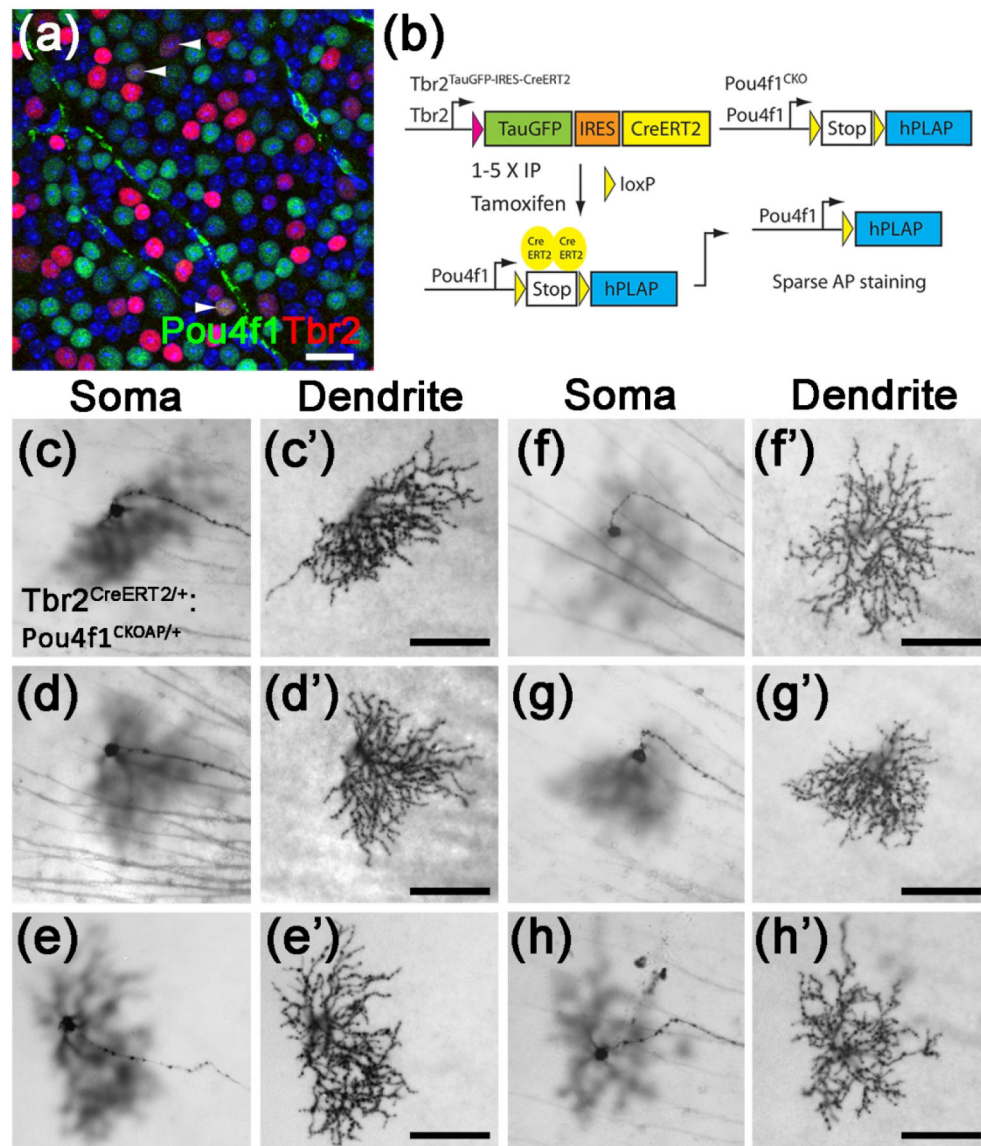 (a)
Pou4f1Tbr2
(b)
Tbr2TauGFP-IRES-CreERT2
Tbr2
TauGFP
IRES
CreERT2
Pou4f1CKO
Pou4f1
Stop
hPLAP
1-5 X IP
Tamoxifen
loxP
Cre
ERT2
Cre
ERT2
Pou4f1
Stop
hPLAP
Pou4f1
hPLAP
Sparse AP staining
Soma
Dendrite
Soma
Dendrite
(c)
Tbr2CreERT2/+:
Pou4f1CKOAP/+
(c')
(f)
(f')
(d)
(d')
(g)
(g')
(e)
(e')
(h)
(h')